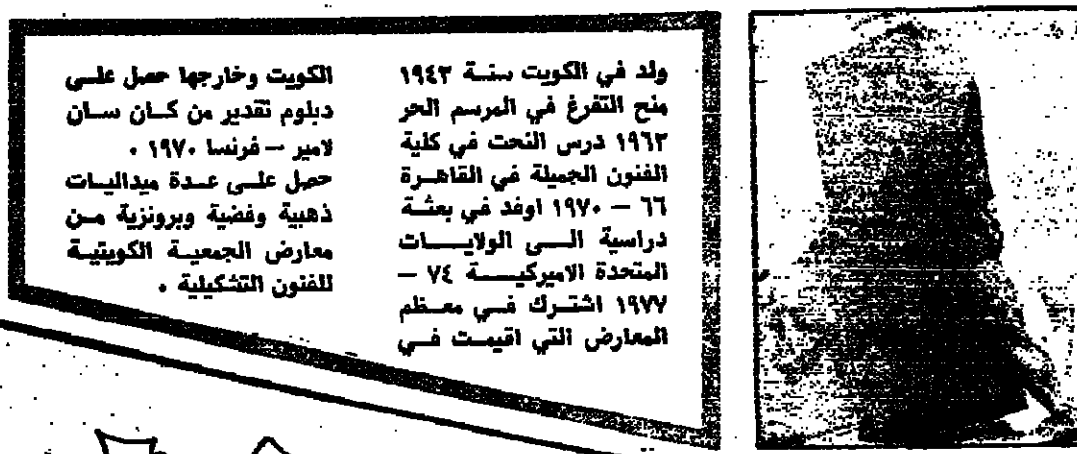 ولد في الكويت سنة ١٩٤٣
منح التفرغ في المرسم الحر
١٩٦٣ درس النحت في كلية
الفنون الجميلة في القاهرة
٦٦ – ١٩٧٠ اوفد في بعثة
دراسية الى الولايات
المتحدة الاميركية ٧٤ –
١٩٧٧ اشترك في معظم
المعارض التي اقيمت في
الكويت وخارجها حصل على
دبلوم تقدير من كان سان
لامير – فرنسا ١٩٧٠ .
حصل على عدة ميداليات
ذهبية وفضية وبرونزية من
معارض الجمعية الكويتية
للفنون التشكيلية .